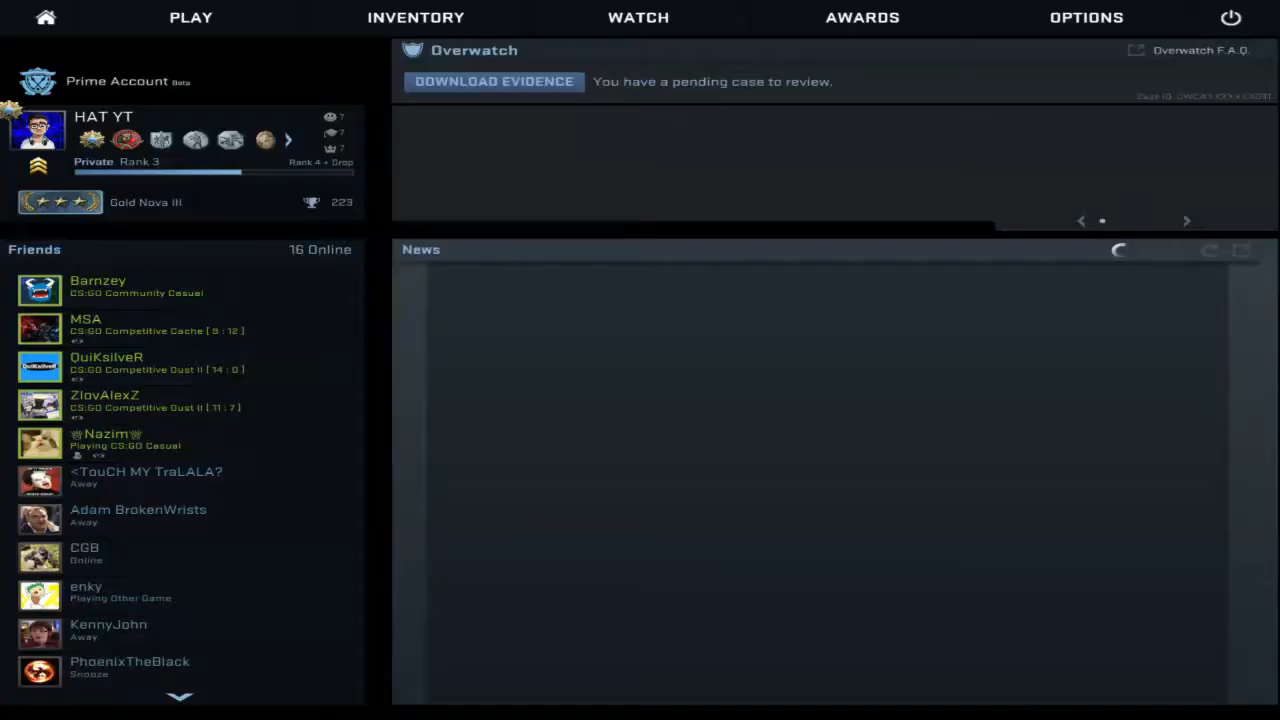 PLAY
INVENTORY
WATCH
AWARDS
OPTIONS
Prime Account Beta
HAT YT
7
7
7
Private Rank 3
Rank 4 + Drop
Gold Nova III
223
Overwatch
Overwatch F.A.Q.
DOWNLOAD EVIDENCE
You have a pending case to review.
Friends
16 Online
News
Barnzey
CS:GO Community Casual
MSA
CS:GO Competitive Cache [ 9 : 12 ]
QuiKsilveR
CS:GO Competitive Dust II [ 14 : 0 ]
ZlovAlexZ
CS:GO Competitive Dust II [ 11 : 7 ]
♕Nazim♕
Playing CS:GO Casual
<TouCH MY TraLALA?
Away
Adam BrokenWrists
Away
CGB
Online
enky
Playing Other Game
KennyJohn
Away
PhoenixTheBlack
Snooze